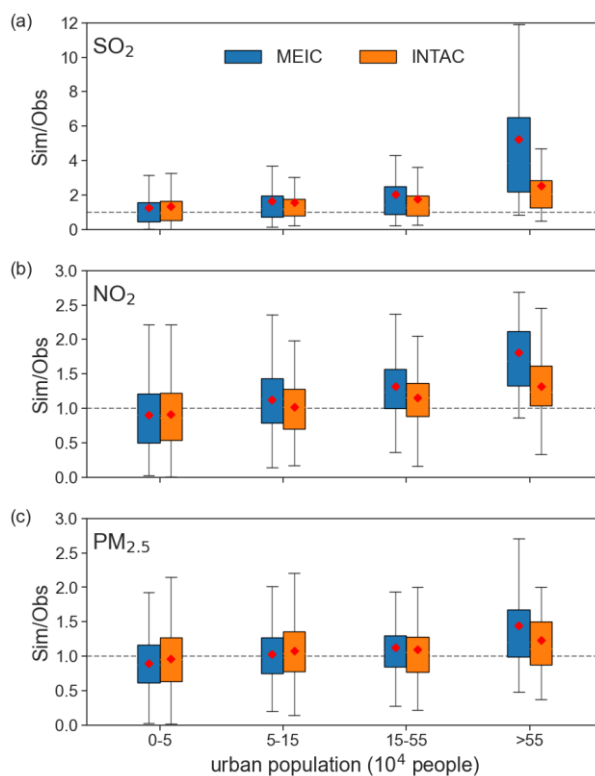 (a)
SO₂
MEIC INTAC
Sim/Obs
12
10
8
6
4
2
0
(b)
NO₂
Sim/Obs
3.0
2.5
2.0
1.5
1.0
0.5
0.0
(c)
PM₂.₅
Sim/Obs
3.0
2.5
2.0
1.5
1.0
0.5
0.0
0-5 5-15 15-55 >55
urban population (10⁴ people)